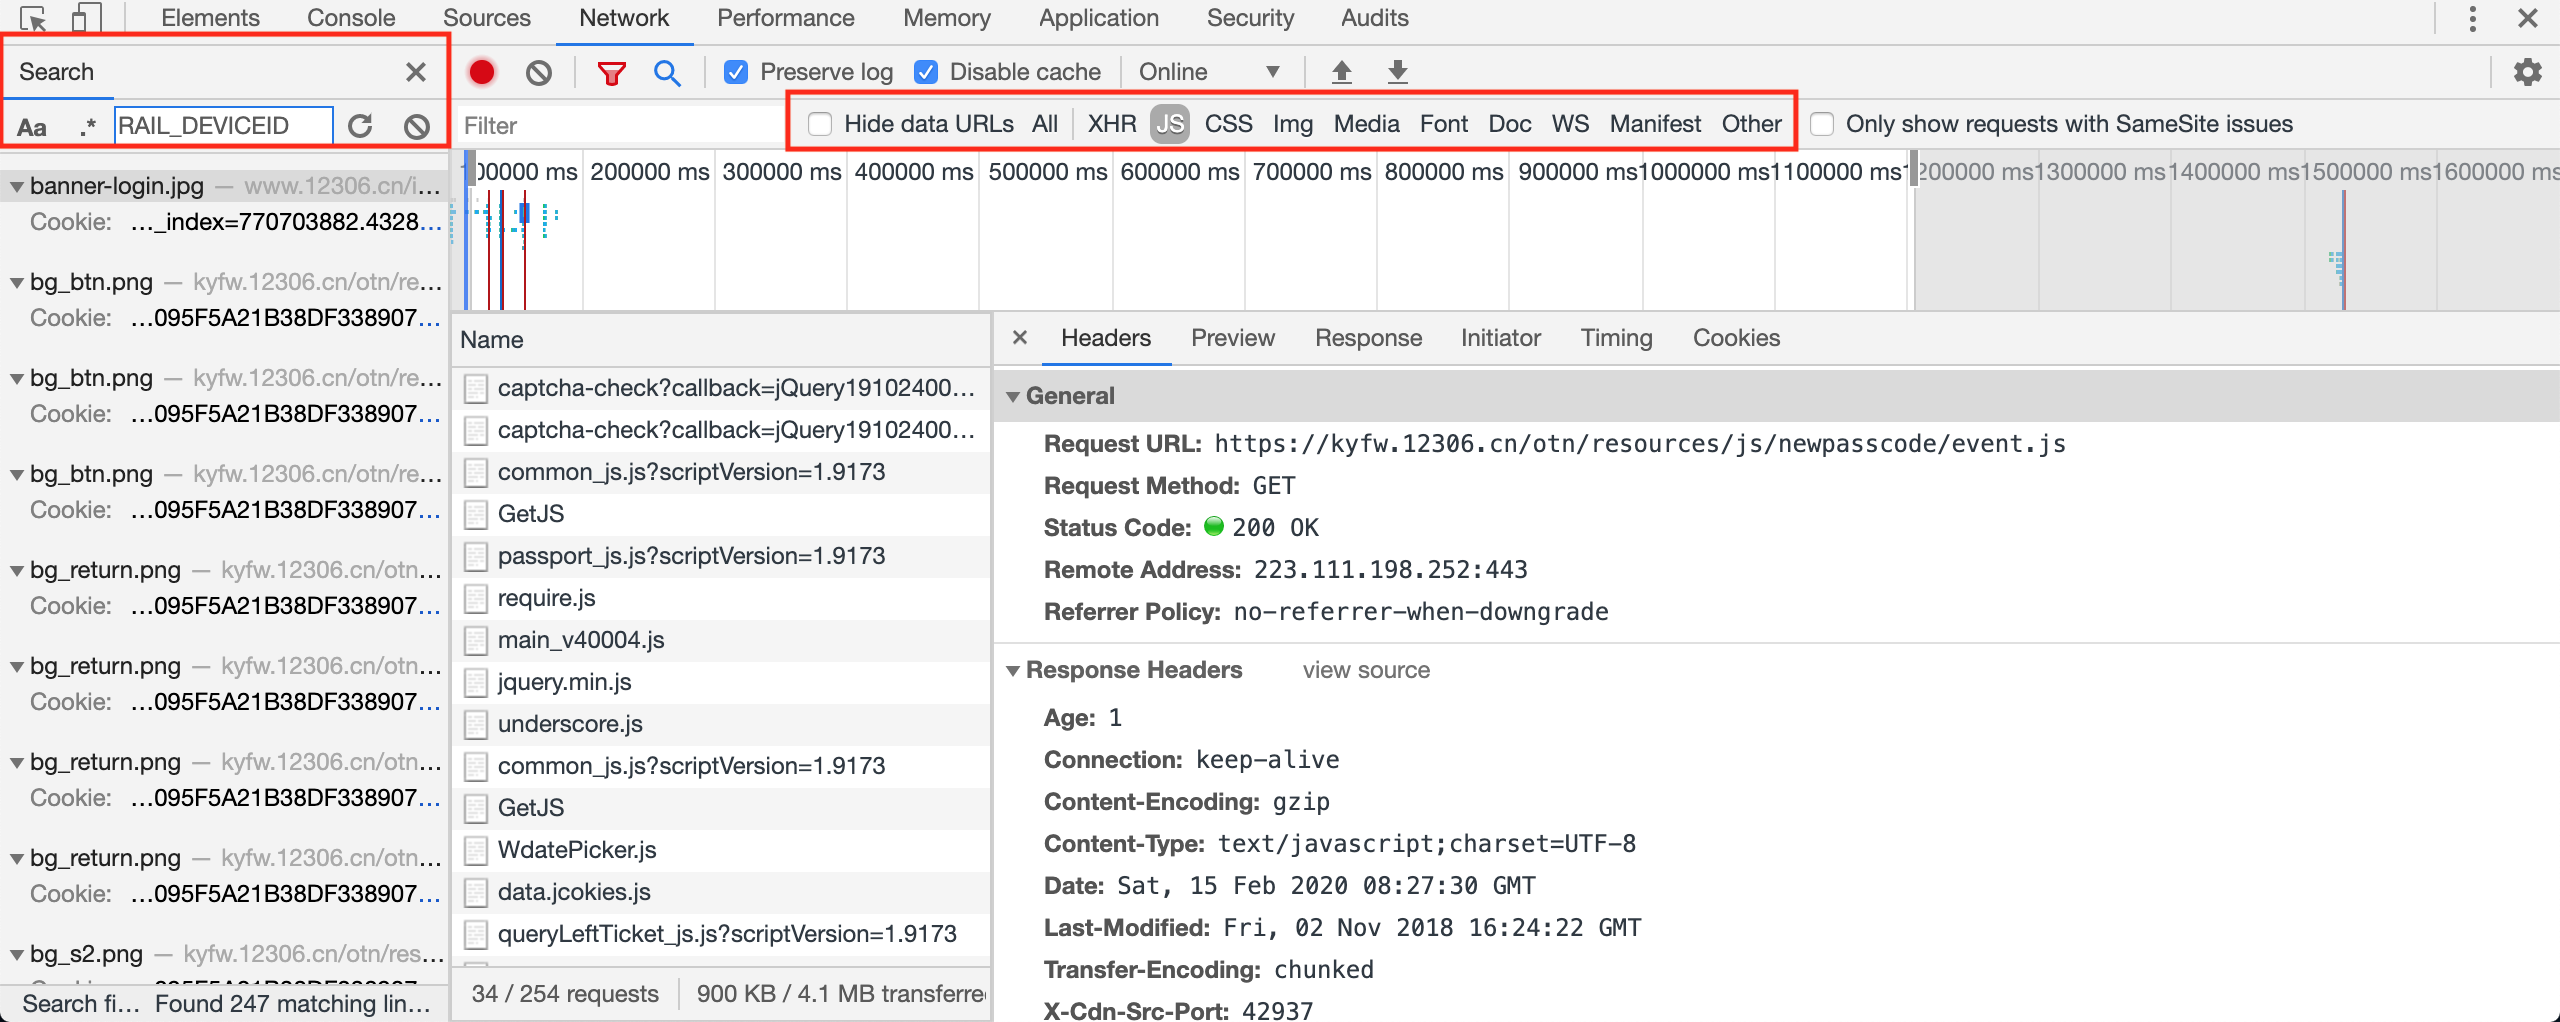 Elements Console Sources Network Performance Memory Application Security Audits
Search
Preserve log Disable cache Online
Aa .* RAIL_DEVICEID
Filter Hide data URLs All XHR JS CSS Img Media Font Doc WS Manifest Other Only show requests with SameSite issues
00000 ms 200000 ms 300000 ms 400000 ms 500000 ms 600000 ms 700000 ms 800000 ms 900000 ms 1000000 ms 1100000 ms 1200000 ms 1300000 ms 1400000 ms 1500000 ms 1600000 ms
banner-login.jpg — www.12306.cn/i…
Cookie: …_index=770703882.4328…
bg_btn.png — kyfw.12306.cn/otn/re…
Cookie: …095F5A21B38DF338907…
bg_btn.png — kyfw.12306.cn/otn/re…
Cookie: …095F5A21B38DF338907…
bg_btn.png — kyfw.12306.cn/otn/re…
Cookie: …095F5A21B38DF338907…
bg_return.png — kyfw.12306.cn/otn…
Cookie: …095F5A21B38DF338907…
bg_return.png — kyfw.12306.cn/otn…
Cookie: …095F5A21B38DF338907…
bg_return.png — kyfw.12306.cn/otn…
Cookie: …095F5A21B38DF338907…
bg_return.png — kyfw.12306.cn/otn…
Cookie: …095F5A21B38DF338907…
bg_s2.png — kyfw.12306.cn/otn/res…
Search fi… Found 247 matching lin…
Name
captcha-check?callback=jQuery19102400…
captcha-check?callback=jQuery19102400…
common_js.js?scriptVersion=1.9173
GetJS
passport_js.js?scriptVersion=1.9173
require.js
main_v40004.js
jquery.min.js
underscore.js
common_js.js?scriptVersion=1.9173
GetJS
WdatePicker.js
data.jcokies.js
queryLeftTicket_js.js?scriptVersion=1.9173
34 / 254 requests 900 KB / 4.1 MB transferre
Headers Preview Response Initiator Timing Cookies
General
Request URL: https://kyfw.12306.cn/otn/resources/js/newpasscode/event.js
Request Method: GET
Status Code: 200 OK
Remote Address: 223.111.198.252:443
Referrer Policy: no-referrer-when-downgrade
Response Headers view source
Age: 1
Connection: keep-alive
Content-Encoding: gzip
Content-Type: text/javascript;charset=UTF-8
Date: Sat, 15 Feb 2020 08:27:30 GMT
Last-Modified: Fri, 02 Nov 2018 16:24:22 GMT
Transfer-Encoding: chunked
X-Cdn-Src-Port: 42937